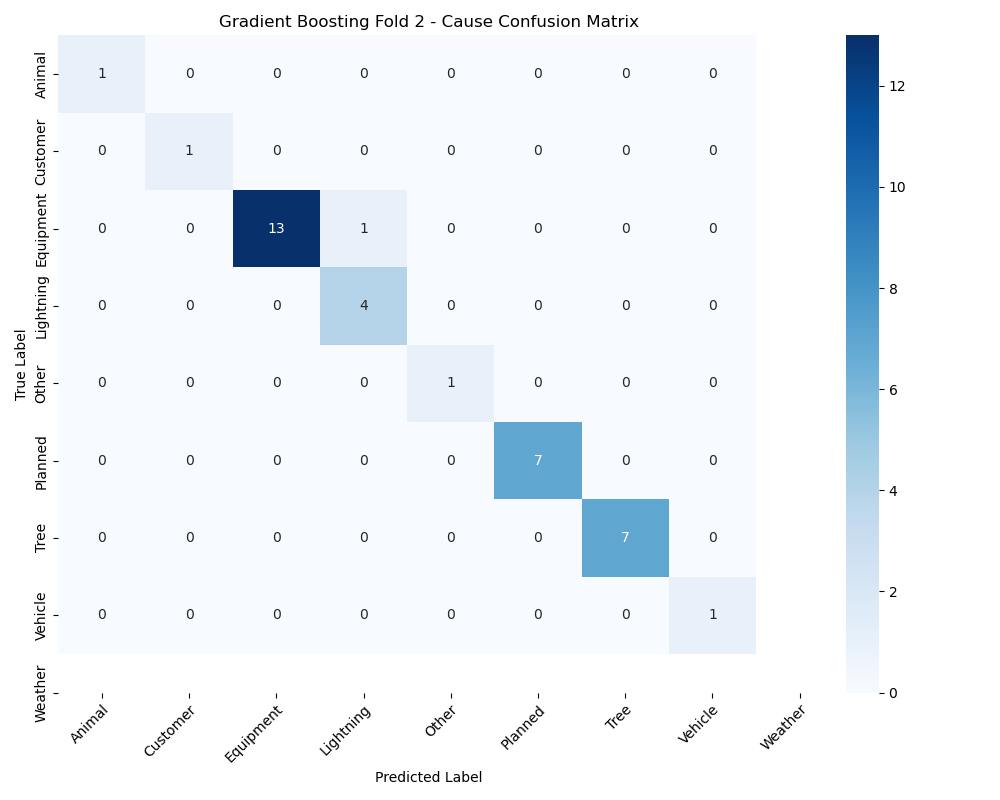 Gradient Boosting Fold 2 - Cause Confusion Matrix
True Label
Animal 1 0 0 0 0 0 0 0
Customer 0 1 0 0 0 0 0 0
Equipment 0 0 13 1 0 0 0 0
Lightning 0 0 0 4 0 0 0 0
Other 0 0 0 0 1 0 0 0
Planned 0 0 0 0 0 7 0 0
Tree 0 0 0 0 0 0 7 0
Vehicle 0 0 0 0 0 0 0 1
Weather
Animal Customer Equipment Lightning Other Planned Tree Vehicle Weather
Predicted Label
12
10
8
6
4
2
0